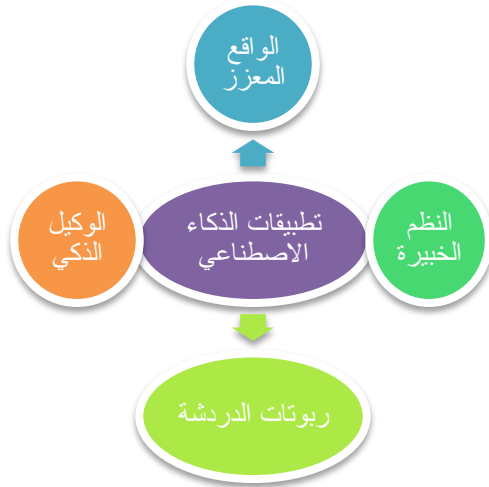 الواقع
المعزز
النظم
الخبيرة
تطبيقات الذكاء
الاصطناعي
الوكيل
الذكي
ربوتات الدردشة